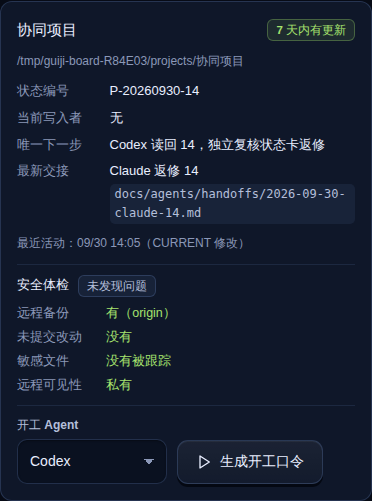 协同项目
7 天内有更新
/tmp/guiji-board-R84E03/projects/协同项目
状态编号 P-20260930-14
当前写入者 无
唯一下一步 Codex 读回 14，独立复核状态卡返修
最新交接 Claude 返修 14
docs/agents/handoffs/2026-09-30-
claude-14.md
最近活动：09/30 14:05（CURRENT 修改）
安全体检 未发现问题
远程备份 有（origin）
未提交改动 没有
敏感文件 没有被跟踪
远程可见性 私有
开工 Agent
Codex
生成开工口令